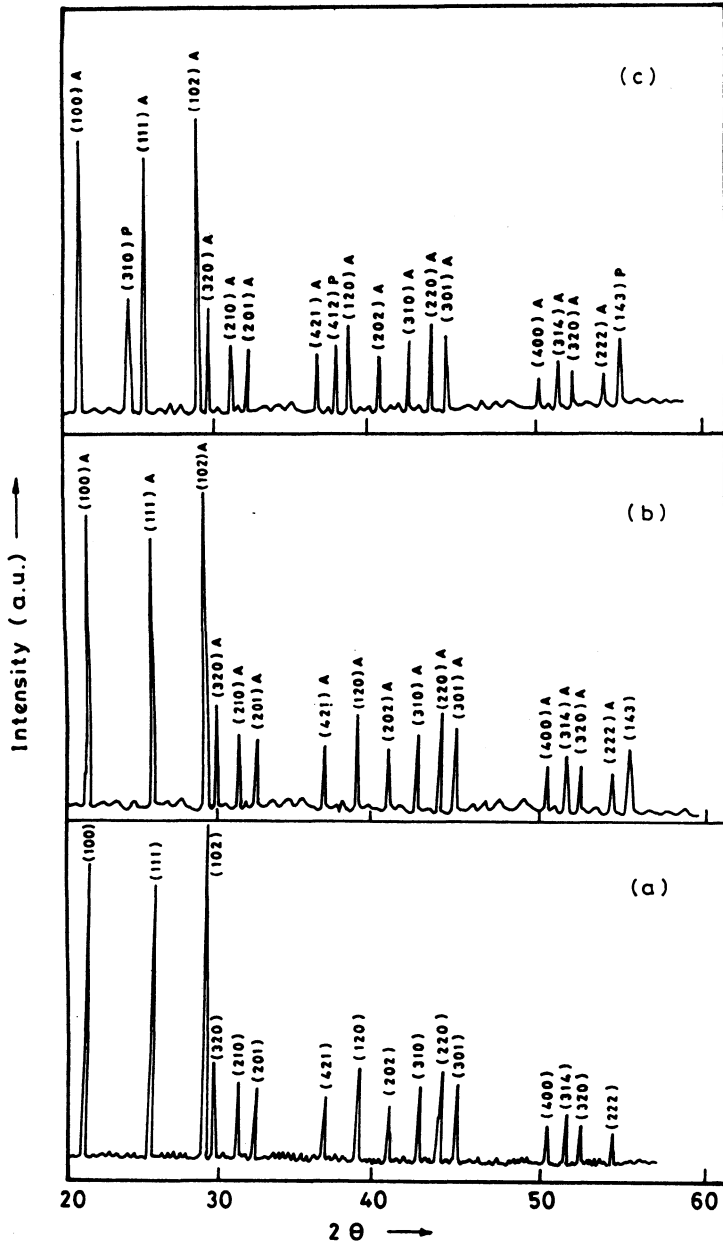 (c)
(100) A
(310) P
(111) A
(102) A
(320) A
(210) A
(201) A
(421) A
(412) P
(120) A
(202) A
(310) A
(220) A
(301) A
(400) A
(314) A
(320) A
(222) A
(143) P
(b)
(100) A
(111) A
(102) A
(320) A
(210) A
(201) A
(421) A
(120) A
(202) A
(310) A
(220) A
(301) A
(400) A
(314) A
(320) A
(222) A
(143)
(a)
(100)
(111)
(102)
(320)
(210)
(201)
(421)
(120)
(202)
(310)
(220)
(301)
(400)
(314)
(320)
(222)
Intensity (a.u.) →
20 30 40 50 60
2 θ →